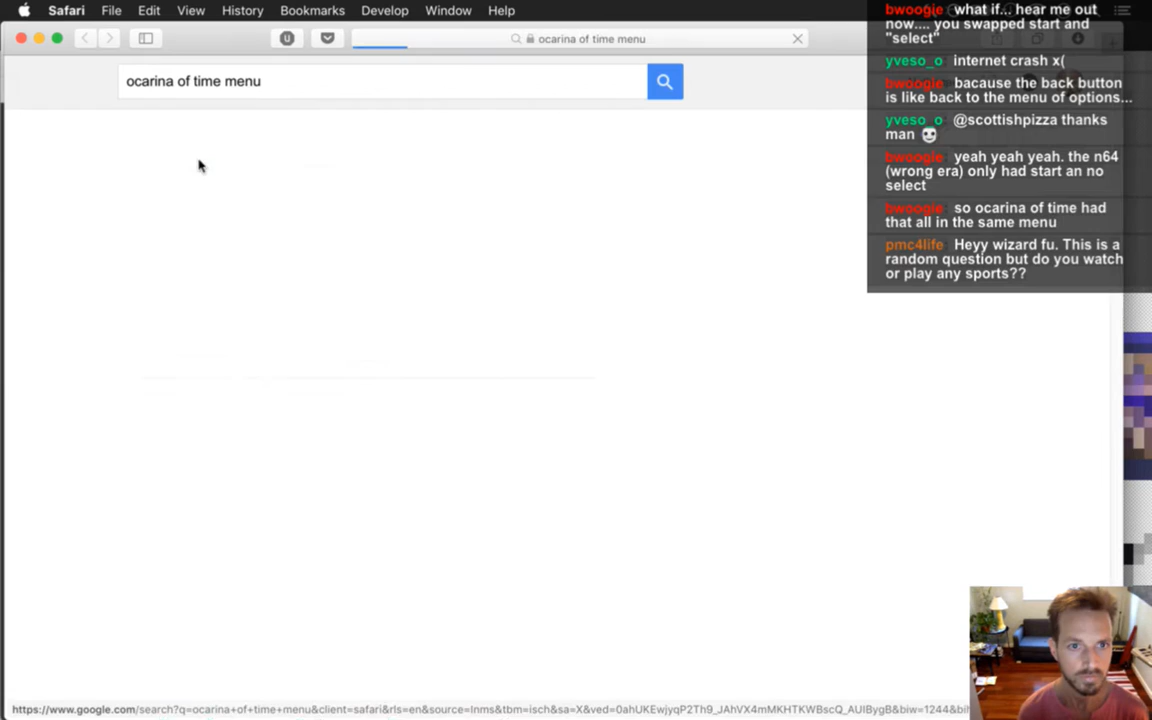 Safari File Edit View History Bookmarks Develop Window Help
ocarina of time menu
ocarina of time menu
bwoogie what if... hear me out
now.... you swapped start and
"select"
yveso_o internet crash x(
bwoogie bacause the back button
is like back to the menu of options...
yveso_o @scottishpizza thanks
man
bwoogie yeah yeah yeah. the n64
(wrong era) only had start an no
select
bwoogie so ocarina of time had
that all in the same menu
pmc4life Heyy wizard fu. This is a
random question but do you watch
or play any sports??
https://www.google.com/search?q=ocarina+of+time+menu&client=safari&rls=en&source=lnms&tbm=isch&sa=X&ved=0ahUKEwjyqP2Th9_JAhVX4mMKHTKWBscQ_AUIBygB&biw=1244&bi